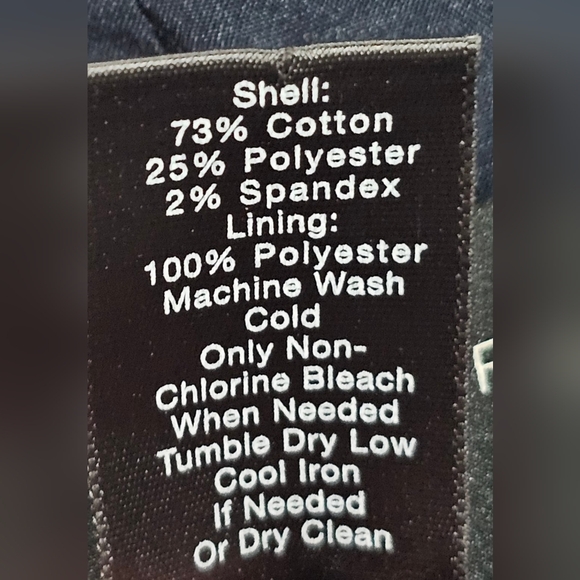 Shell:
73% Cotton
25% Polyester
2% Spandex
Lining:
100% Polyester
Machine Wash
Cold
Only Non-
Chlorine Bleach
When Needed
Tumble Dry Low
Cool Iron
If Needed
Or Dry Clean